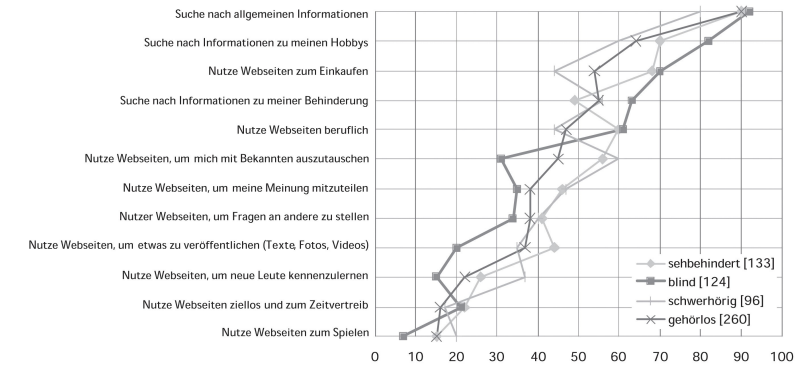 Suche nach allgemeinen Informationen
Suche nach Informationen zu meinen Hobbys
Nutze Webseiten zum Einkaufen
Suche nach Informationen zu meiner Behinderung
Nutze Webseiten beruflich
Nutze Webseiten, um mich mit Bekannten auszutauschen
Nutze Webseiten, um meine Meinung mitzuteilen
Nutzer Webseiten, um Fragen an andere zu stellen
Nutze Webseiten, um etwas zu veröffentlichen (Texte, Fotos, Videos)
Nutze Webseiten, um neue Leute kennenzulernen
Nutze Webseiten ziellos und zum Zeitvertreib
Nutze Webseiten zum Spielen
sehbehindert [133]
blind [124]
schwerhörig [96]
gehörlos [260]
0 10 20 30 40 50 60 70 80 90 100